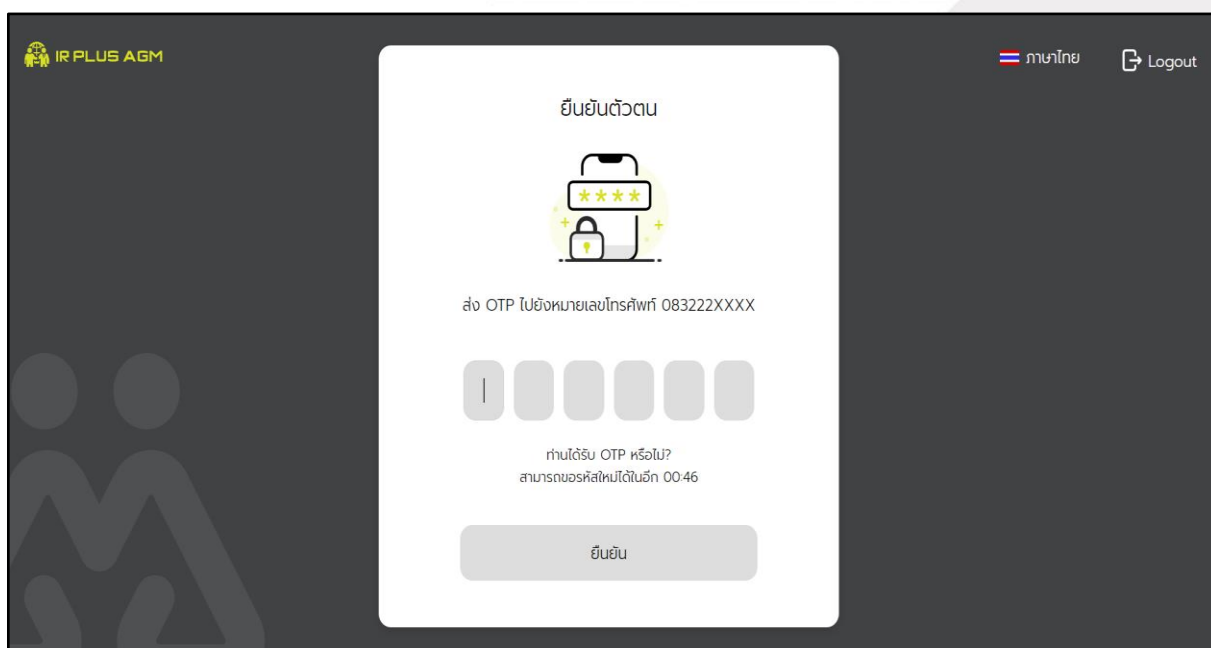 IR PLUS AGM
ภาษาไทย
Logout
ยืนยันตัวตน
****
ส่ง OTP ไปยังหมายเลขโทรศัพท์ 083222XXXX
ท่านได้รับ OTP หรือไม่?
สามารถขอรหัสใหม่ได้ในอีก 00:46
ยืนยัน